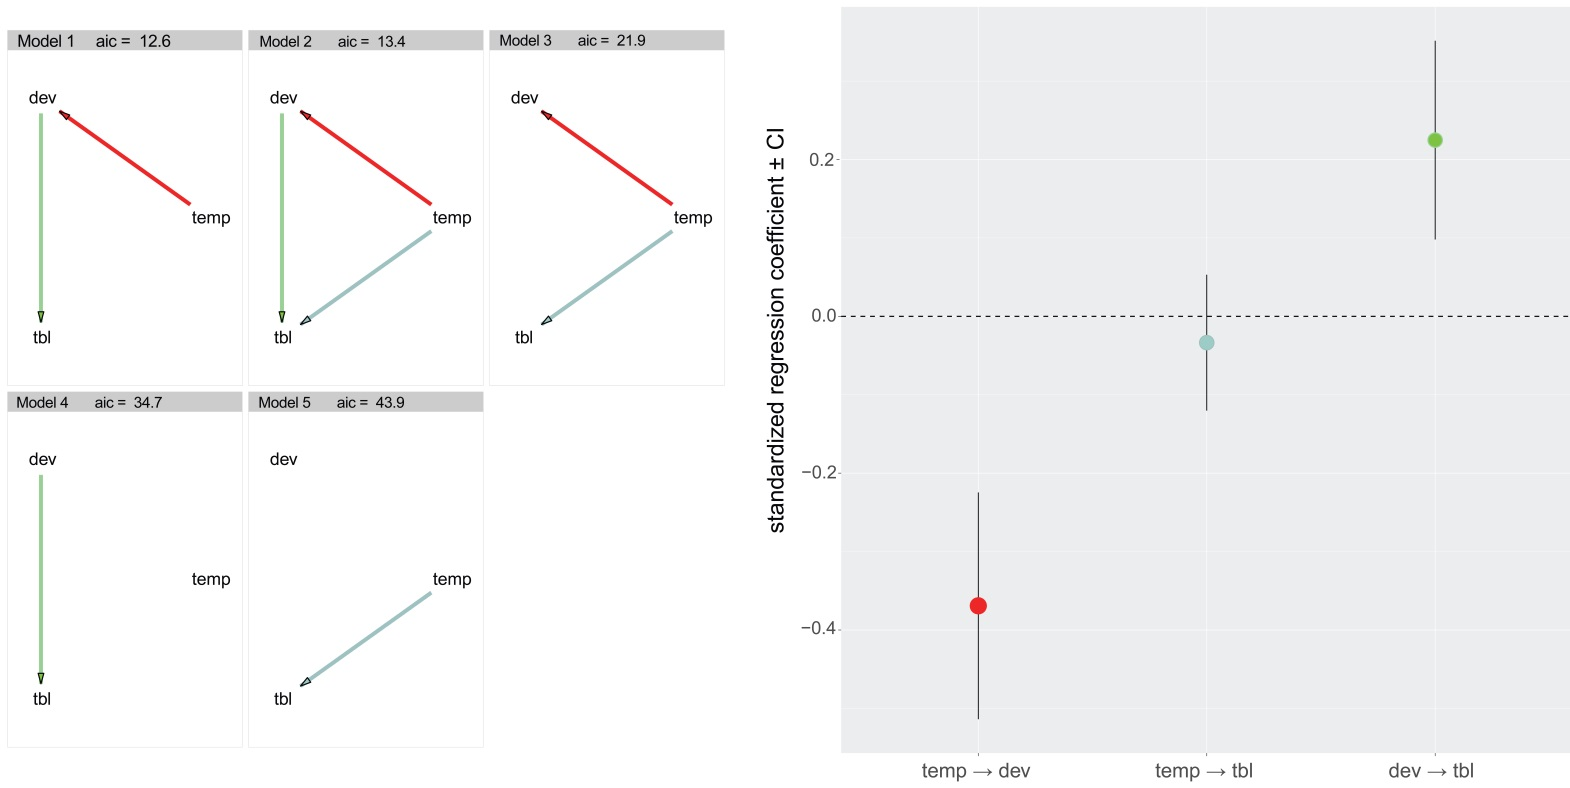 Model 1 aic = 12.6
dev
temp
tbl
Model 2 aic = 13.4
dev
temp
tbl
Model 3 aic = 21.9
dev
temp
tbl
Model 4 aic = 34.7
dev
temp
tbl
Model 5 aic = 43.9
dev
temp
tbl
standardized regression coefficient ± CI
0.2
0.0
−0.2
−0.4
temp → dev
temp → tbl
dev → tbl